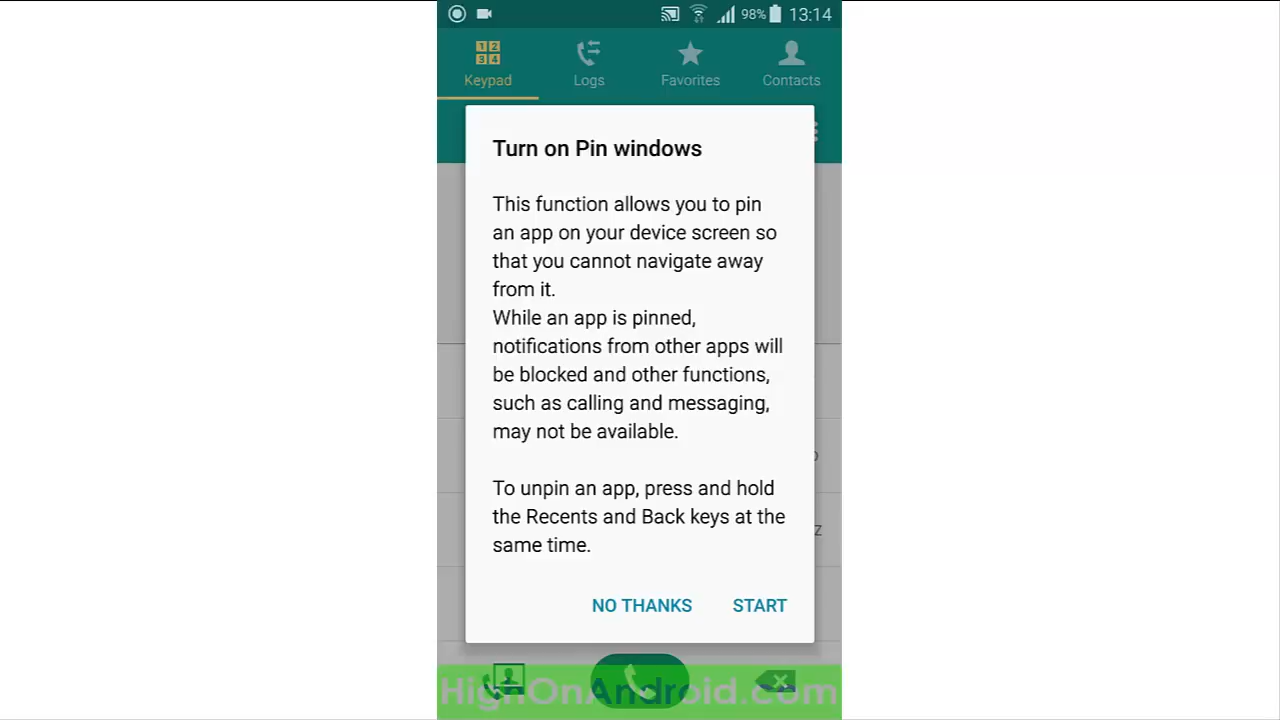 98% 13:14
1 2
3 4
Keypad Logs Favorites Contacts
Turn on Pin windows
This function allows you to pin
an app on your device screen so
that you cannot navigate away
from it.
While an app is pinned,
notifications from other apps will
be blocked and other functions,
such as calling and messaging,
may not be available.
To unpin an app, press and hold
the Recents and Back keys at the
same time.
NO THANKS START
HighOnAndroid.com